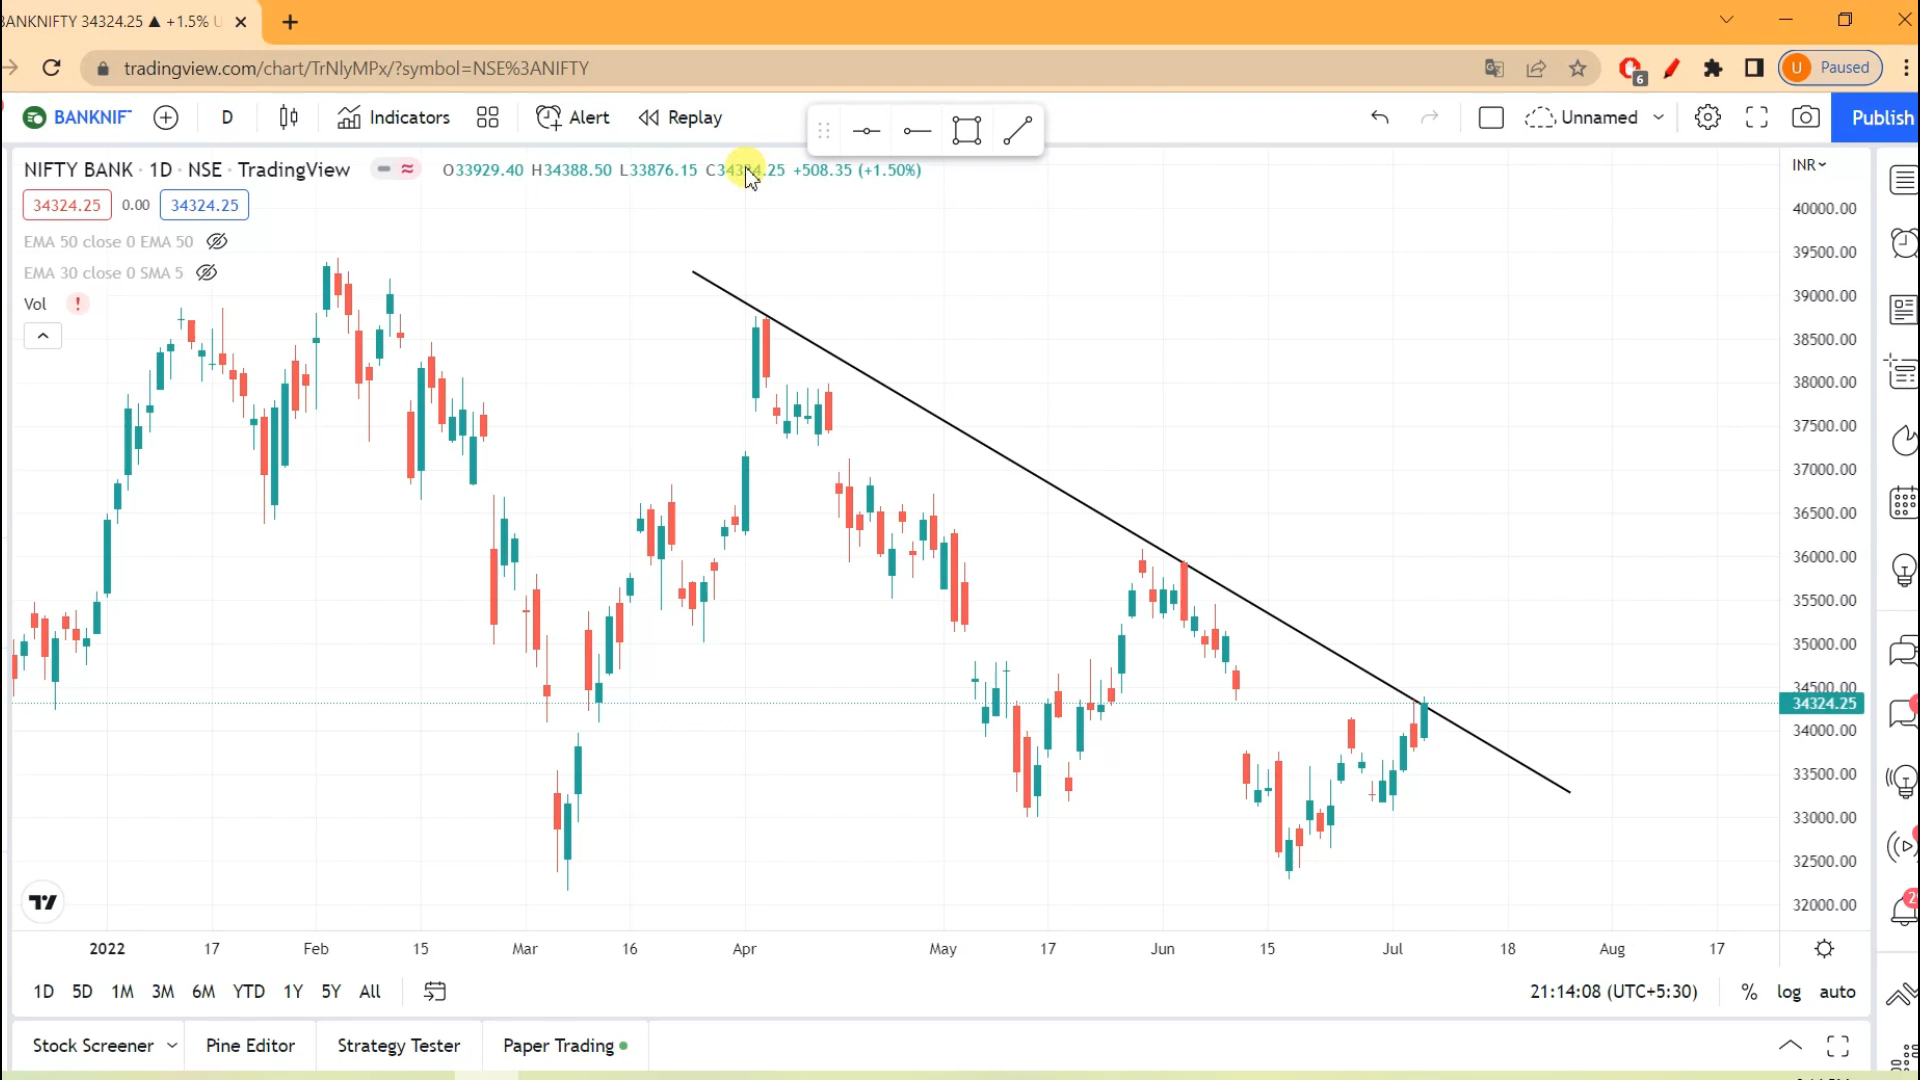 BANKNIFTY 34324.25 ▲ +1.5% U
tradingview.com/chart/TrNlyMPx/?symbol=NSE%3ANIFTY
6
U
Paused
BANKNIF
D
Indicators
Alert
Replay
Unnamed
Publish
NIFTY BANK · 1D · NSE · TradingView
O33929.40 H34388.50 L33876.15 C34324.25 +508.35 (+1.50%)
INR
34324.25
0.00
34324.25
EMA 50 close 0 EMA 50
EMA 30 close 0 SMA 5
Vol
!
40000.00
39500.00
39000.00
38500.00
38000.00
37500.00
37000.00
36500.00
36000.00
35500.00
35000.00
34500.00
34324.25
34000.00
33500.00
33000.00
32500.00
32000.00
2022 17 Feb 15 Mar 16 Apr May 17 Jun 15 Jul 18 Aug 17
1D 5D 1M 3M 6M YTD 1Y 5Y All
21:14:08 (UTC+5:30)
% log auto
Stock Screener
Pine Editor
Strategy Tester
Paper Trading